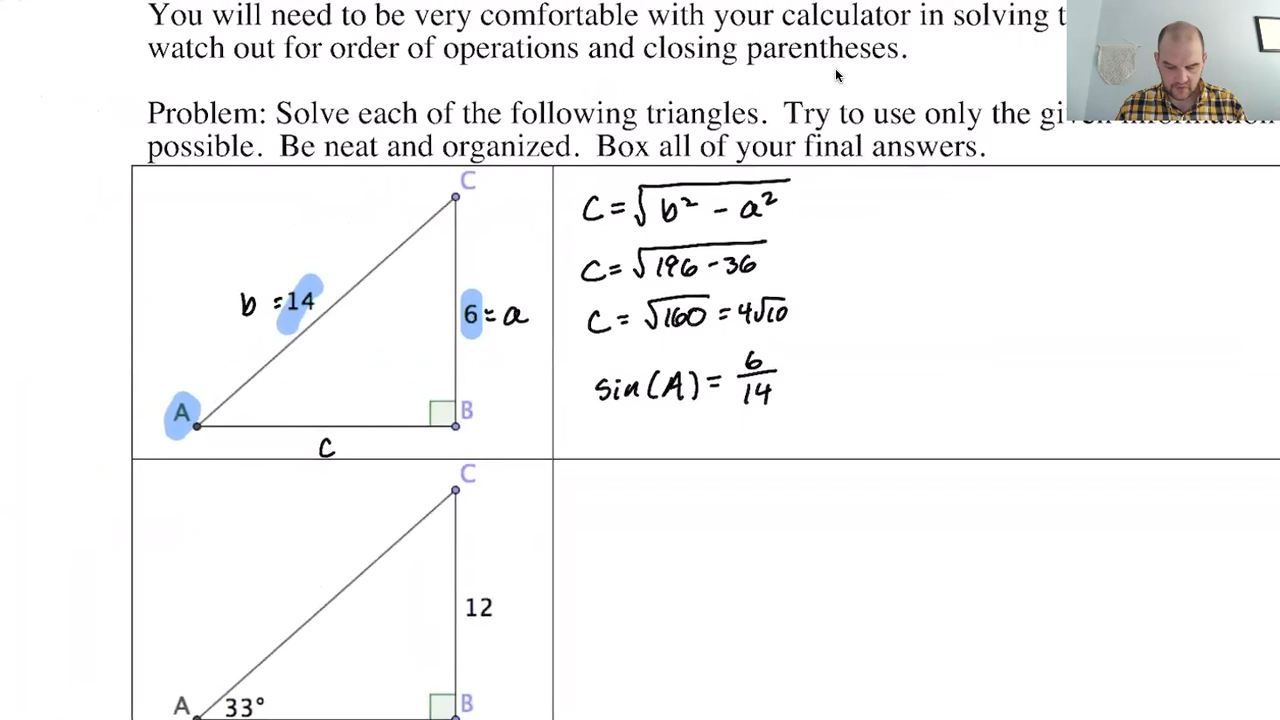 You will need to be very comfortable with your calculator in solving t
watch out for order of operations and closing parentheses.
Problem: Solve each of the following triangles. Try to use only the gi
possible. Be neat and organized. Box all of your final answers.
C
b = 14
6 = a
A
B
c
c = √b² - a²
c = √196 - 36
c = √160 = 4√10
sin(A) = 6/14
C
12
A 33°
B